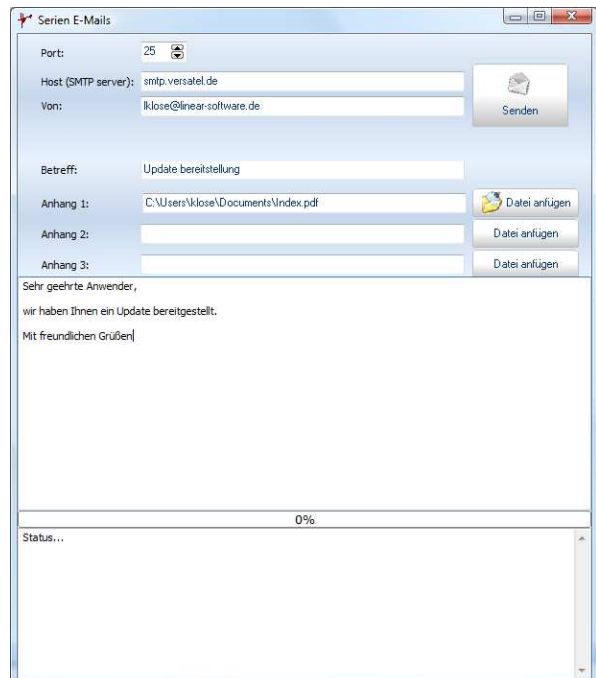 Serien E-Mails
Port: 25
Host (SMTP server): smtp.versatel.de
Von: lklose@linear-software.de
Senden
Betreff: Update bereitstellung
Anhang 1: C:\Users\klose\Documents\Index.pdf Datei anfügen
Anhang 2: Datei anfügen
Anhang 3: Datei anfügen
Sehr geehrte Anwender,
wir haben Ihnen ein Update bereitgestellt.
Mit freundlichen Grüßen
0%
Status...